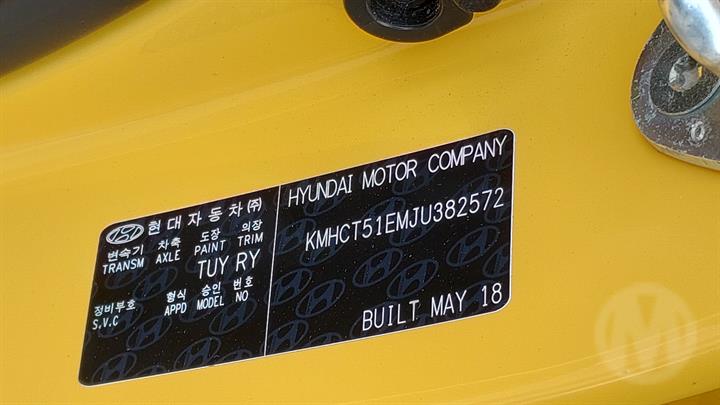 현대자동차㈜
변속기 차축 도장 의장
TRANSM AXLE PAINT TRIM
TUY RY
정비부호 형식 승인 번호
S.V.C APPD MODEL NO
HYUNDAI MOTOR COMPANY
KMHCT51EMJU382572
BUILT MAY 18
M